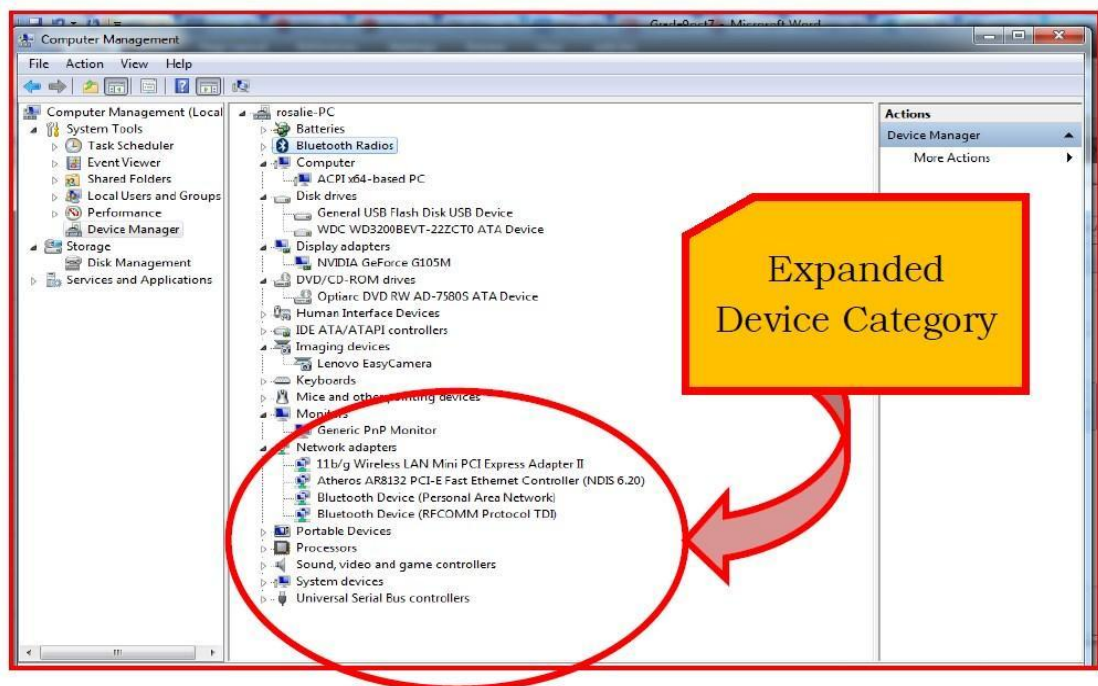 Grade9oct7 - Microsoft Word
Computer Management
File Action View Help
Computer Management (Local
System Tools
Task Scheduler
Event Viewer
Shared Folders
Local Users and Groups
Performance
Device Manager
Storage
Disk Management
Services and Applications
rosalie-PC
Batteries
Bluetooth Radios
Computer
ACPI x64-based PC
Disk drives
General USB Flash Disk USB Device
WDC WD3200BEVT-22ZCT0 ATA Device
Display adapters
NVIDIA GeForce G105M
DVD/CD-ROM drives
Optiarc DVD RW AD-7580S ATA Device
Human Interface Devices
IDE ATA/ATAPI controllers
Imaging devices
Lenovo EasyCamera
Keyboards
Mice and other pointing devices
Monitors
Generic PnP Monitor
Network adapters
11b/g Wireless LAN Mini PCI Express Adapter II
Atheros AR8132 PCI-E Fast Ethernet Controller (NDIS 6.20)
Bluetooth Device (Personal Area Network)
Bluetooth Device (RFCOMM Protocol TDI)
Portable Devices
Processors
Sound, video and game controllers
System devices
Universal Serial Bus controllers
Actions
Device Manager
More Actions
Expanded
Device Category